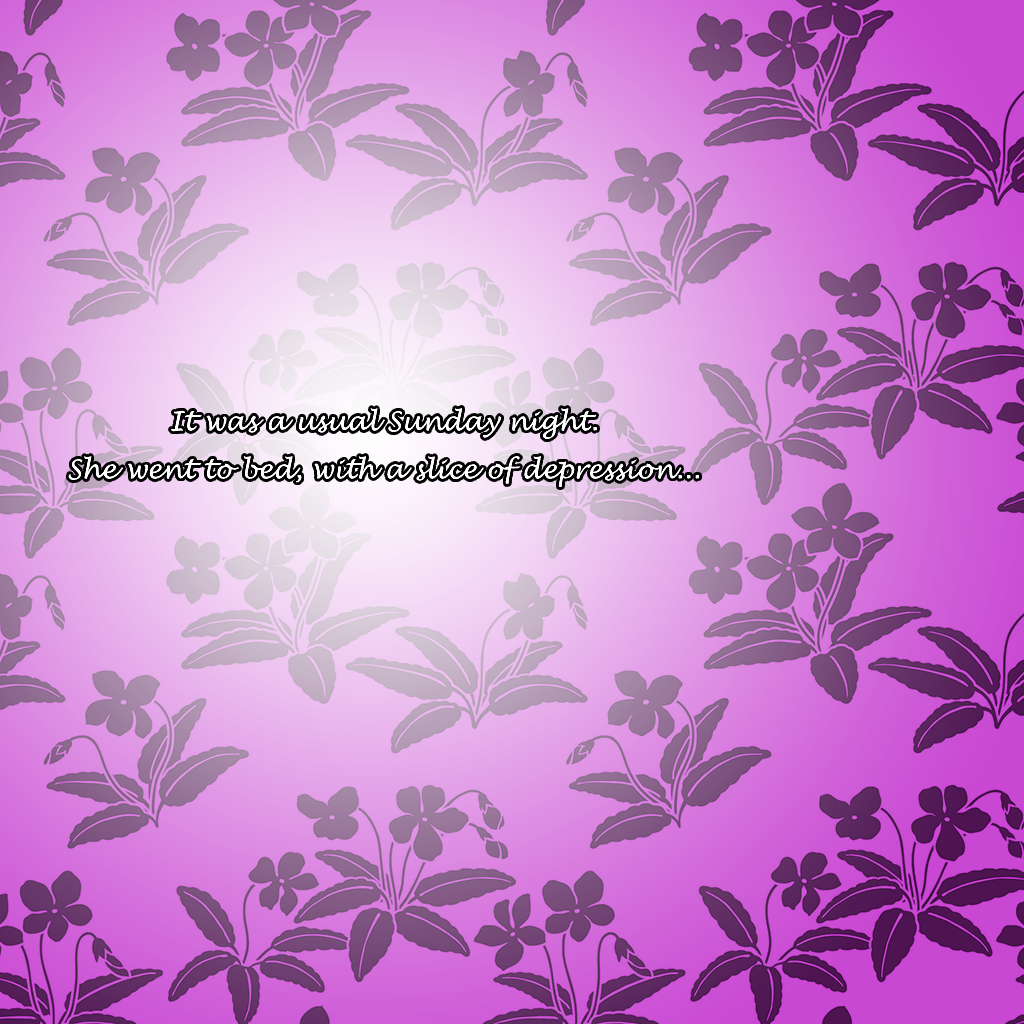 It was a usual Sunday night.
She went to bed, with a slice of depression...